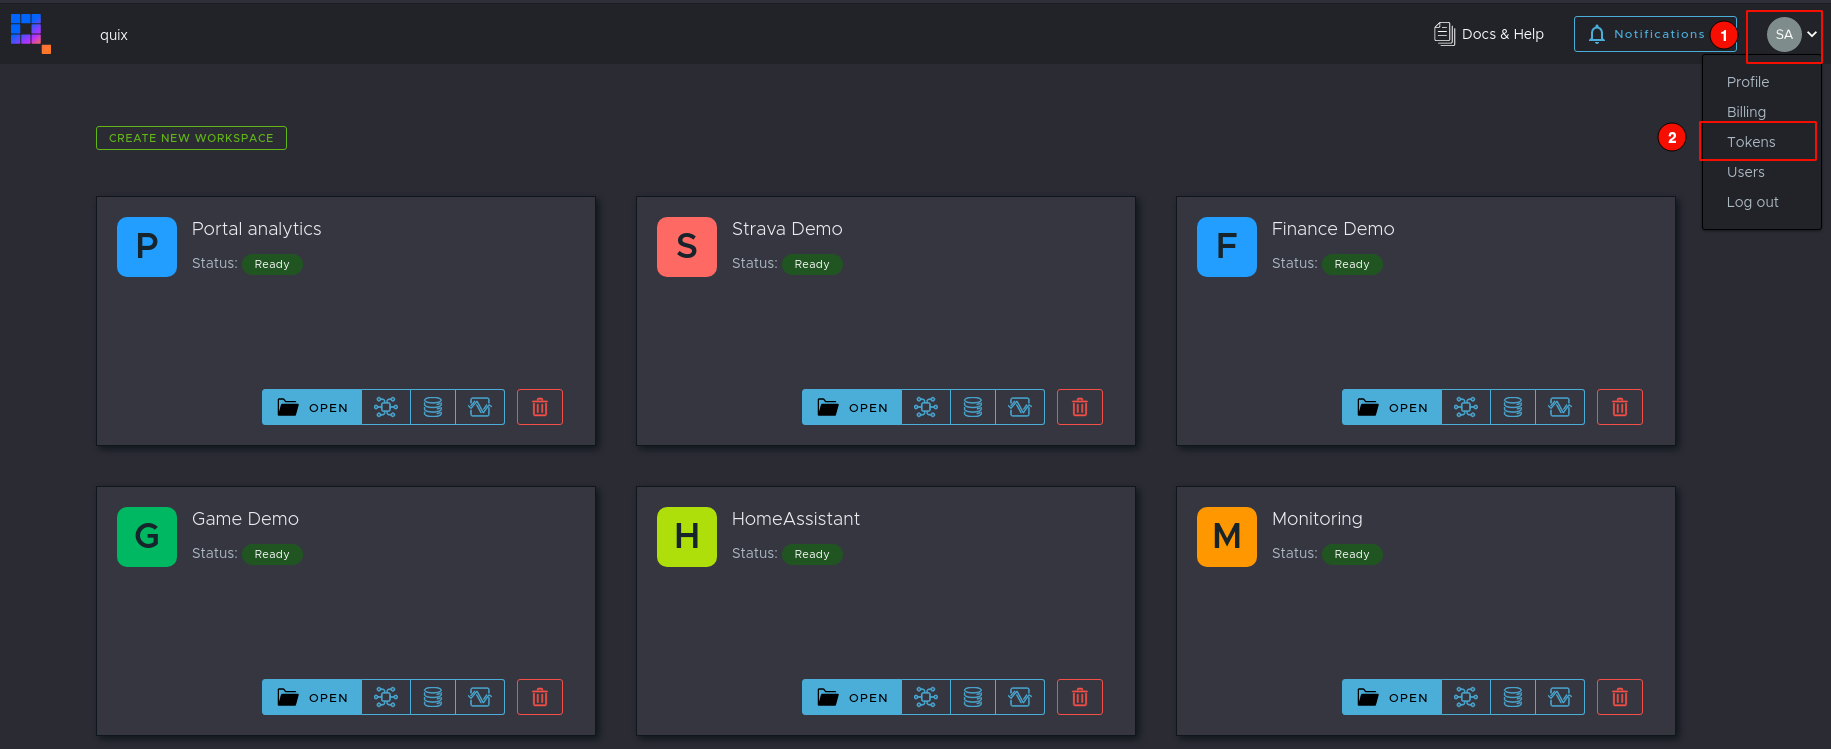 quix
Docs & Help
Notifications
1
SA
Profile
Billing
2
Tokens
Users
Log out
CREATE NEW WORKSPACE
P
Portal analytics
Status: Ready
OPEN
S
Strava Demo
Status: Ready
OPEN
F
Finance Demo
Status: Ready
OPEN
G
Game Demo
Status: Ready
OPEN
H
HomeAssistant
Status: Ready
OPEN
M
Monitoring
Status: Ready
OPEN